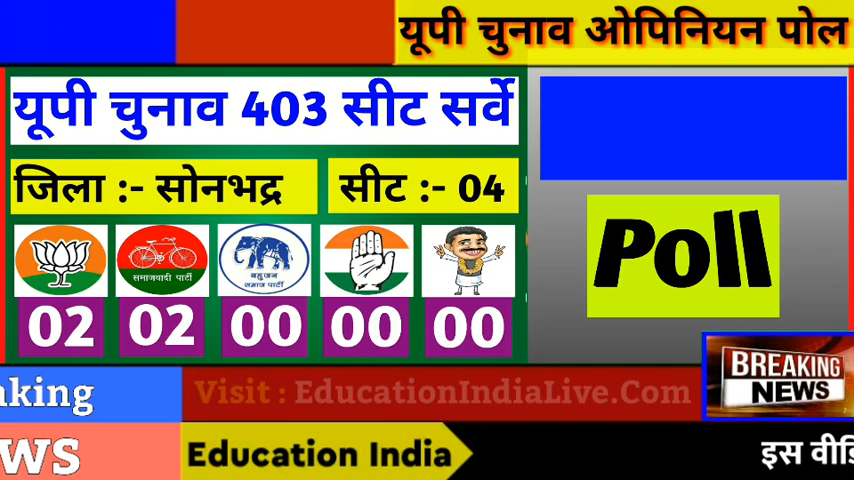 यूपी चुनाव ओपिनियन पोल
यूपी चुनाव 403 सीट सर्वे
जिला :- सोनभद्र
सीट :- 04
समाजवादी पार्टी
बहुजन
समाज पार्टी
02 02 00 00 00
Poll
BREAKING
NEWS
aking
Visit : EducationIndiaLive.Com
WS
Education India
इस वीडि